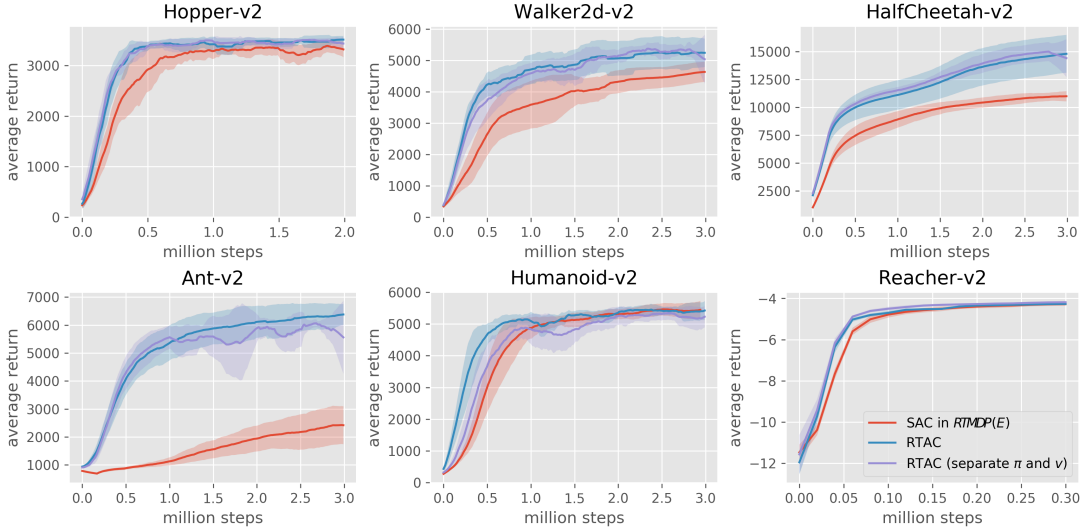 Hopper-v2
average return
3000
2000
1000
0
0.0 0.5 1.0 1.5 2.0
million steps
Walker2d-v2
average return
6000
5000
4000
3000
2000
1000
0
0.0 0.5 1.0 1.5 2.0 2.5 3.0
million steps
HalfCheetah-v2
average return
15000
12500
10000
7500
5000
2500
0.0 0.5 1.0 1.5 2.0 2.5 3.0
million steps
Ant-v2
average return
7000
6000
5000
4000
3000
2000
1000
0.0 0.5 1.0 1.5 2.0 2.5 3.0
million steps
Humanoid-v2
average return
6000
5000
4000
3000
2000
1000
0
0.0 0.5 1.0 1.5 2.0 2.5 3.0
million steps
Reacher-v2
average return
−4
−6
−8
−10
−12
0.00 0.05 0.10 0.15 0.20 0.25 0.30
million steps
SAC in RTMDP(E)
RTAC
RTAC (separate π and v)